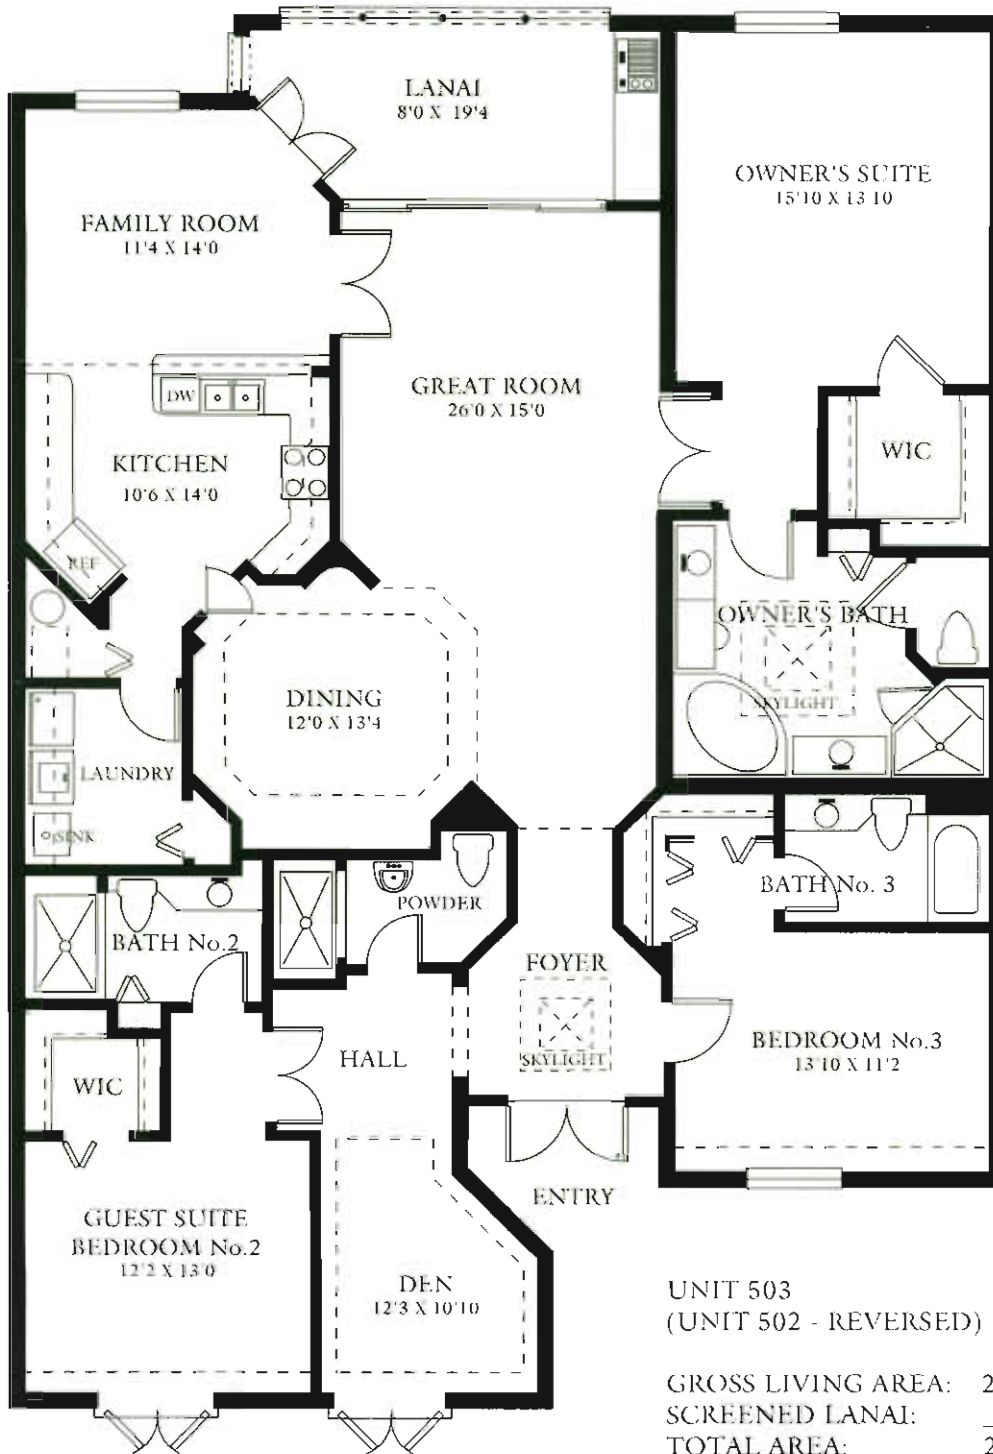 LANAI
8'0 X 19'4
OWNER'S SUITE
15'10 X 13'10
FAMILY ROOM
11'4 X 14'0
GREAT ROOM
26'0 X 15'0
DW
WIC
KITCHEN
10'6 X 14'0
REF
OWNER'S BATH
SKYLIGHT
DINING
12'0 X 13'4
LAUNDRY
SINK
BATH No. 3
POWDER
BATH No.2
FOYER
SKYLIGHT
BEDROOM No.3
13'10 X 11'2
HALL
WIC
ENTRY
GUEST SUITE
BEDROOM No.2
12'2 X 13'0
DEN
12'3 X 10'10
UNIT 503
(UNIT 502 - REVERSED)
GROSS LIVING AREA: 2
SCREENED LANAI:
TOTAL AREA: 2